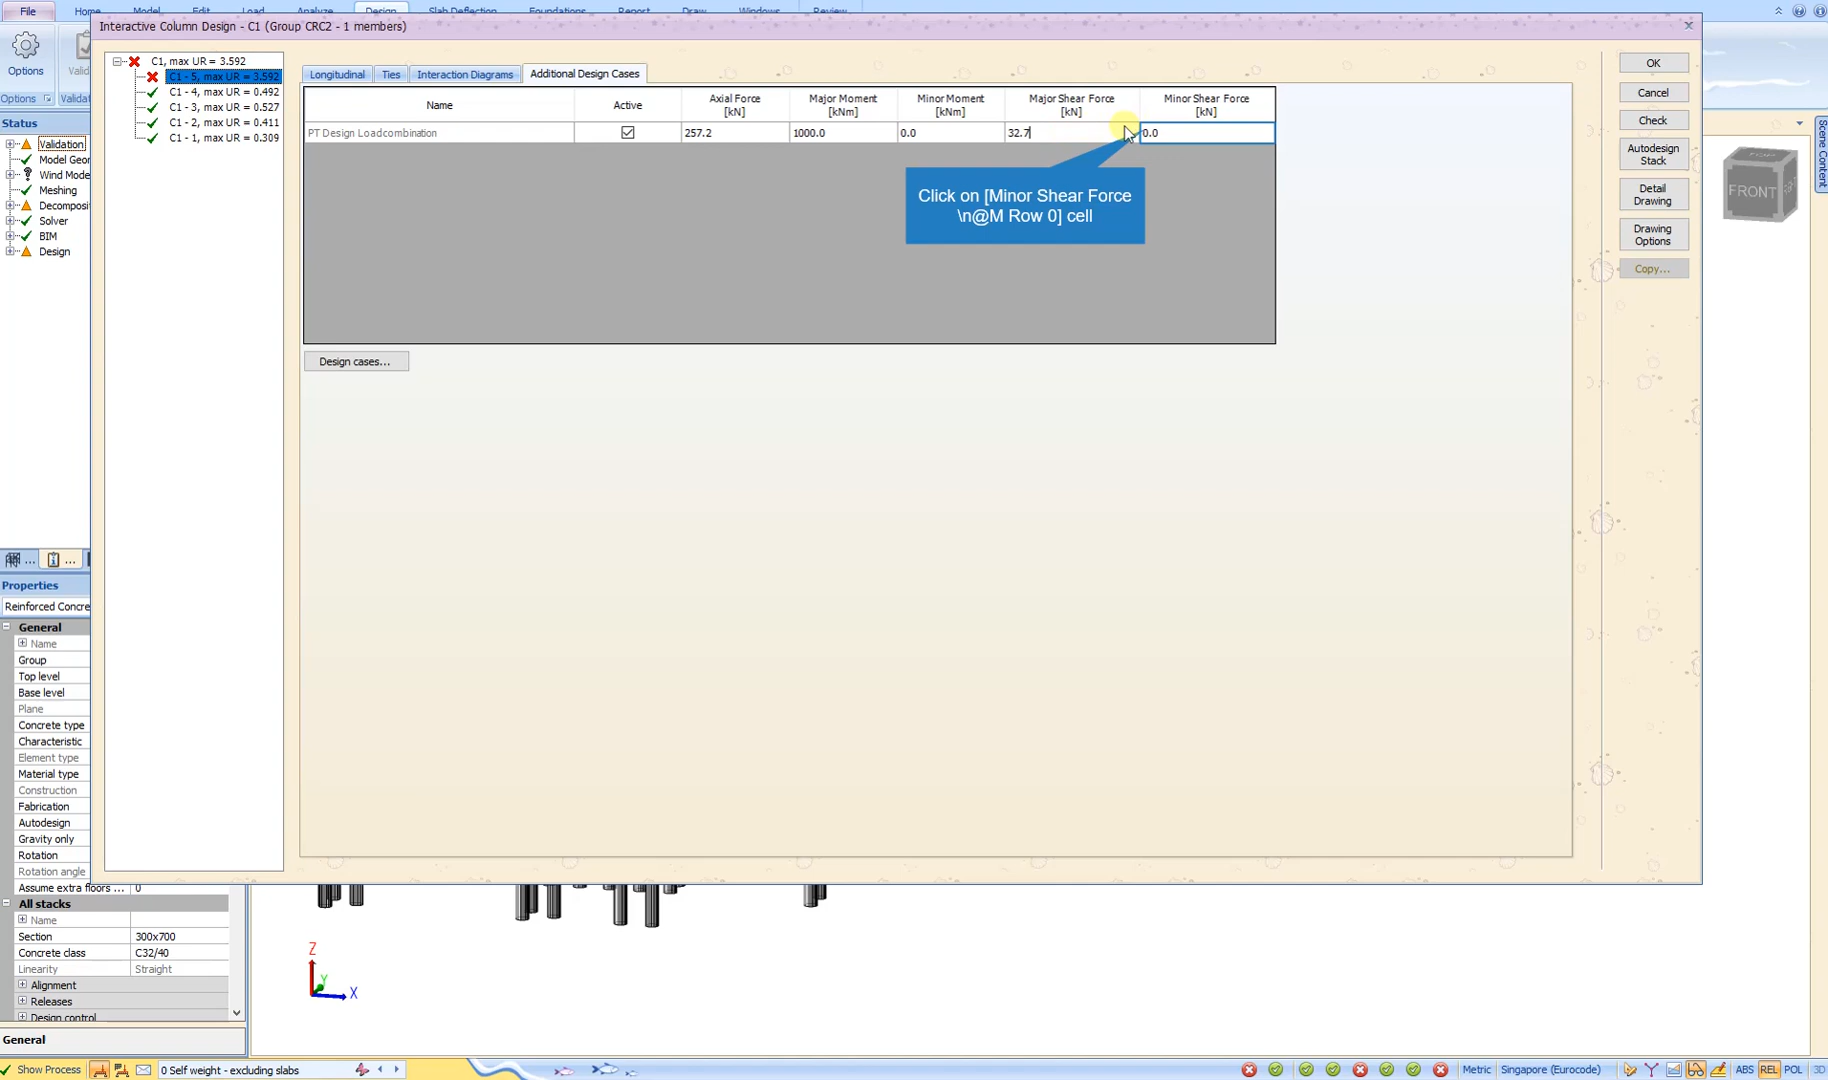 File
Home
Model
Edit
Load
Analyze
Design
Slab Deflection
Foundations
Report
Draw
Windows
Review
Interactive Column Design - C1 (Group CRC2 - 1 members)
Options
Valid
Options
Validat
Status
Validation
Model Geor
Wind Mode
Meshing
Decomposi
Solver
BIM
Design
C1, max UR = 3.592
C1 - 5, max UR = 3.592
C1 - 4, max UR = 0.492
C1 - 3, max UR = 0.527
C1 - 2, max UR = 0.411
C1 - 1, max UR = 0.309
Longitudinal
Ties
Interaction Diagrams
Additional Design Cases
Name
Active
Axial Force
[kN]
Major Moment
[kNm]
Minor Moment
[kNm]
Major Shear Force
[kN]
Minor Shear Force
[kN]
PT Design Loadcombination
257.2
1000.0
0.0
32.7
0.0
Click on [Minor Shear Force
\n@M Row 0] cell
Design cases...
OK
Cancel
Check
Autodesign
Stack
Detail
Drawing
Drawing
Options
Copy...
TOP
FRONT
Scene Content
...
...
Properties
Reinforced Concre
General
Name
Group
Top level
Base level
Plane
Concrete type
Characteristic
Element type
Material type
Construction
Fabrication
Autodesign
Gravity only
Rotation
Rotation angle
Assume extra floors ... 0
All stacks
Name
Section 300x700
Concrete class C32/40
Linearity Straight
Alignment
Releases
Design control
General
Z
Y
X
Show Process
0 Self weight - excluding slabs
Metric
Singapore (Eurocode)
ABS
REL
POL
3D